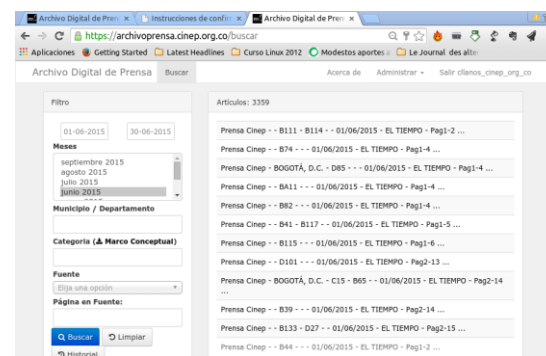 Archivo Digital de Pren
Instrucciones de confir
Archivo Digital de Pren
https://archivoprensa.cinep.org.co/buscar
Aplicaciones Getting Started Latest Headlines Curso Linux 2012 Modestos aportes a Le Journal des alter
Archivo Digital de Prensa Buscar Acerca de Administrar Salir cllanos_cinep_org_co
Filtro
01-06-2015 30-06-2015
Meses
septiembre 2015
agosto 2015
julio 2015
junio 2015
Municipio / Departamento
Categoria (Marco Conceptual)
Fuente
Elija una opción
Página en Fuente:
Buscar Limpiar
Historial
Artículos: 3359
Prensa Cinep - - B111 - B114 - - 01/06/2015 - EL TIEMPO - Pag1-2 ...
Prensa Cinep - - B74 - - - 01/06/2015 - EL TIEMPO - Pag1-4 ...
Prensa Cinep - BOGOTÁ, D.C. - D85 - - - 01/06/2015 - EL TIEMPO - Pag1-4 ...
Prensa Cinep - - BA11 - - - 01/06/2015 - EL TIEMPO - Pag1-4 ...
Prensa Cinep - - B82 - - - 01/06/2015 - EL TIEMPO - Pag1-4 ...
Prensa Cinep - - B41 - B117 - - 01/06/2015 - EL TIEMPO - Pag1-5 ...
Prensa Cinep - - B115 - - - 01/06/2015 - EL TIEMPO - Pag1-6 ...
Prensa Cinep - - D101 - - - 01/06/2015 - EL TIEMPO - Pag2-13 ...
Prensa Cinep - BOGOTÁ, D.C. - C15 - B65 - - 01/06/2015 - EL TIEMPO - Pag2-14
...
Prensa Cinep - - B39 - - - 01/06/2015 - EL TIEMPO - Pag2-14 ...
Prensa Cinep - - B133 - D27 - - 01/06/2015 - EL TIEMPO - Pag2-15 ...
Prensa Cinep - - B44 - - - 01/06/2015 - EL TIEMPO - Pag1-2 ...